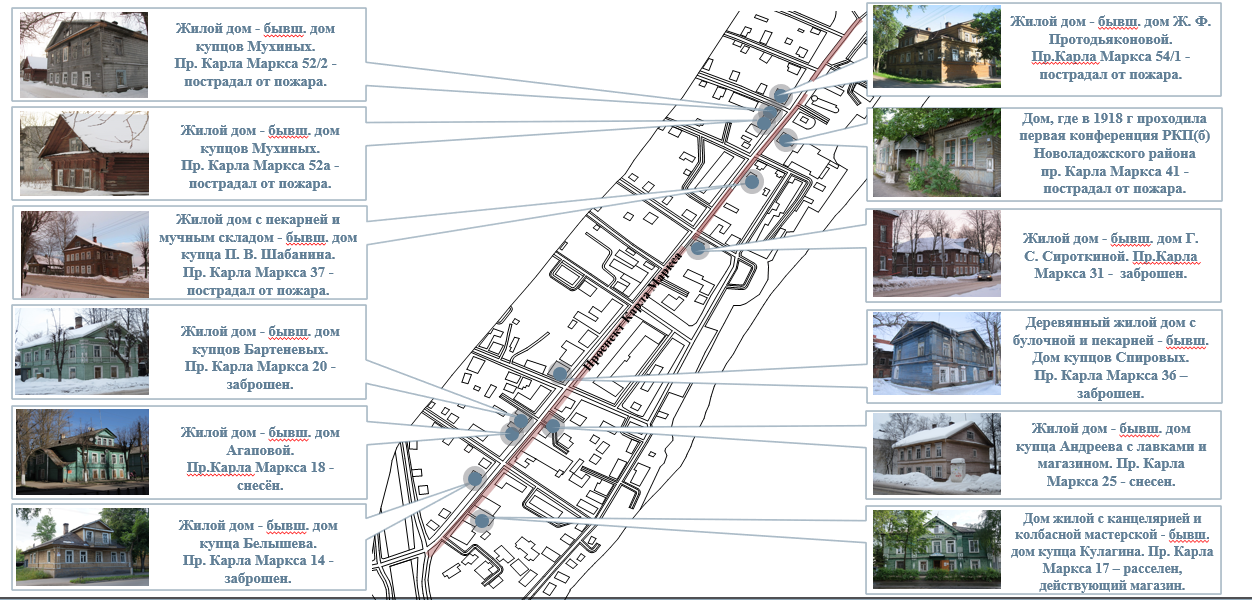 Жилой дом - бывш. дом
купцов Мухиных.
Пр. Карла Маркса 52/2 -
пострадал от пожара.
Жилой дом - бывш. дом
купцов Мухиных.
Пр. Карла Маркса 52а -
пострадал от пожара.
Жилой дом с пекарней и
мучным складом - бывш. дом
купца П. В. Шабанина.
Пр. Карла Маркса 37 -
пострадал от пожара.
Жилой дом - бывш. дом
купцов Бартеневых.
Пр. Карла Маркса 20 -
заброшен.
Жилой дом - бывш. дом
Агаповой.
Пр.Карла Маркса 18 -
снесён.
Жилой дом - бывш. дом
купца Белышева.
Пр. Карла Маркса 14 -
заброшен.
Проспект Карла Маркса
Жилой дом - бывш. дом Ж. Ф.
Протодьяконовой.
Пр.Карла Маркса 54/1 -
пострадал от пожара.
Дом, где в 1918 г проходила
первая конференция РКП(б)
Новоладожского района
пр. Карла Маркса 41 -
пострадал от пожара.
Жилой дом - бывш. дом Г.
С. Сироткиной. Пр.Карла
Маркса 31 - заброшен.
Деревянный жилой дом с
булочной и пекарней - бывш.
Дом купцов Спировых.
Пр. Карла Маркса 36 –
заброшен.
Жилой дом - бывш. дом
купца Андреева с лавками и
магазином. Пр. Карла
Маркса 25 - снесен.
Дом жилой с канцелярией и
колбасной мастерской - бывш.
дом купца Кулагина. Пр. Карла
Маркса 17 – расселен,
действующий магазин.